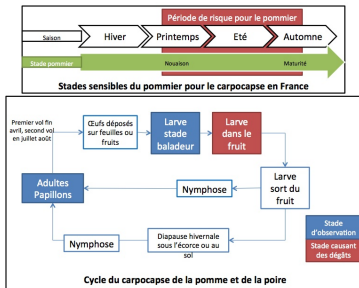 Période de risque pour le pommier
Saison
Hiver
Printemps
Eté
Automne
Stade pommier
Nouaison
Maturité
Stades sensibles du pommier pour le carpocapse en France
Premier vol fin
avril, second vol
en juillet août
Œufs déposés
sur feuilles ou
fruits
Larve
stade
baladeur
Larve
dans le
fruit
Adultes
Papillons
Nymphose
Larve
sort du
fruit
Nymphose
Diapause hivernale
sous l'écorce ou au
sol
Stade
d'observation
Stade causant
des dégâts
Cycle du carpocapse de la pomme et de la poire